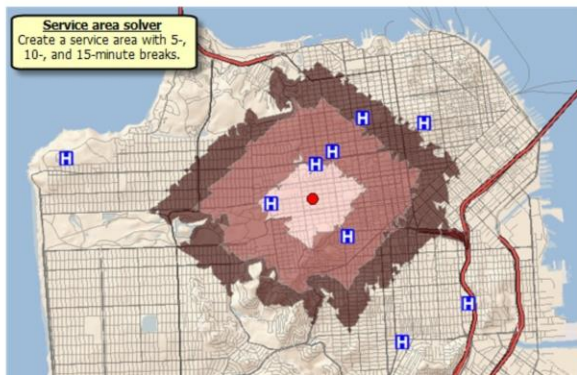 Service area solver
Create a service area with 5-,
10-, and 15-minute breaks.
H
H
H
H
H
H
H
H
H